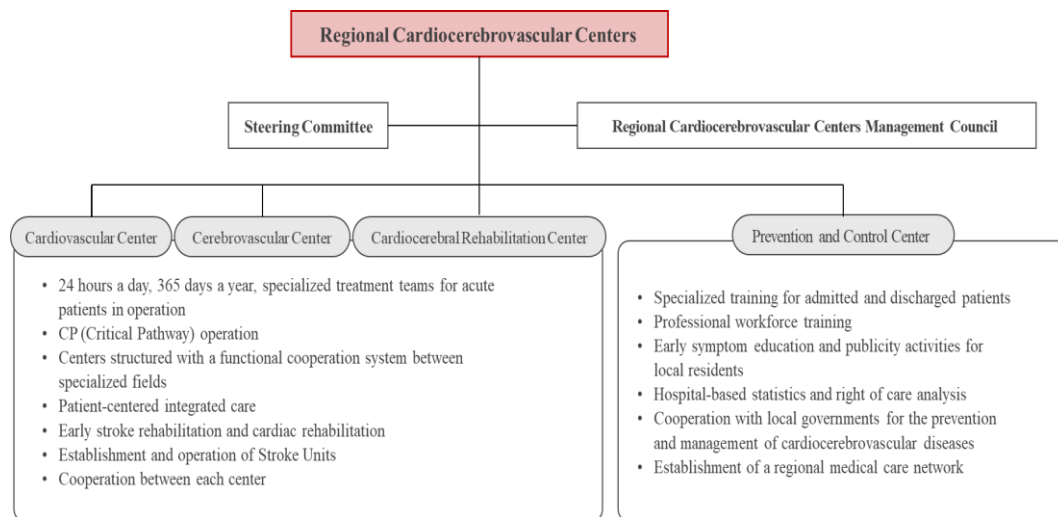 Regional Cardiocerebrovascular Centers
Steering Committee
Regional Cardiocerebrovascular Centers Management Council
Cardiovascular Center
Cerebrovascular Center
Cardiocerebral Rehabilitation Center
Prevention and Control Center
• 24 hours a day, 365 days a year, specialized treatment teams for acute
patients in operation
• CP (Critical Pathway) operation
• Centers structured with a functional cooperation system between
specialized fields
• Patient-centered integrated care
• Early stroke rehabilitation and cardiac rehabilitation
• Establishment and operation of Stroke Units
• Cooperation between each center
• Specialized training for admitted and discharged patients
• Professional workforce training
• Early symptom education and publicity activities for
local residents
• Hospital-based statistics and right of care analysis
• Cooperation with local governments for the prevention
and management of cardiocerebrovascular diseases
• Establishment of a regional medical care network